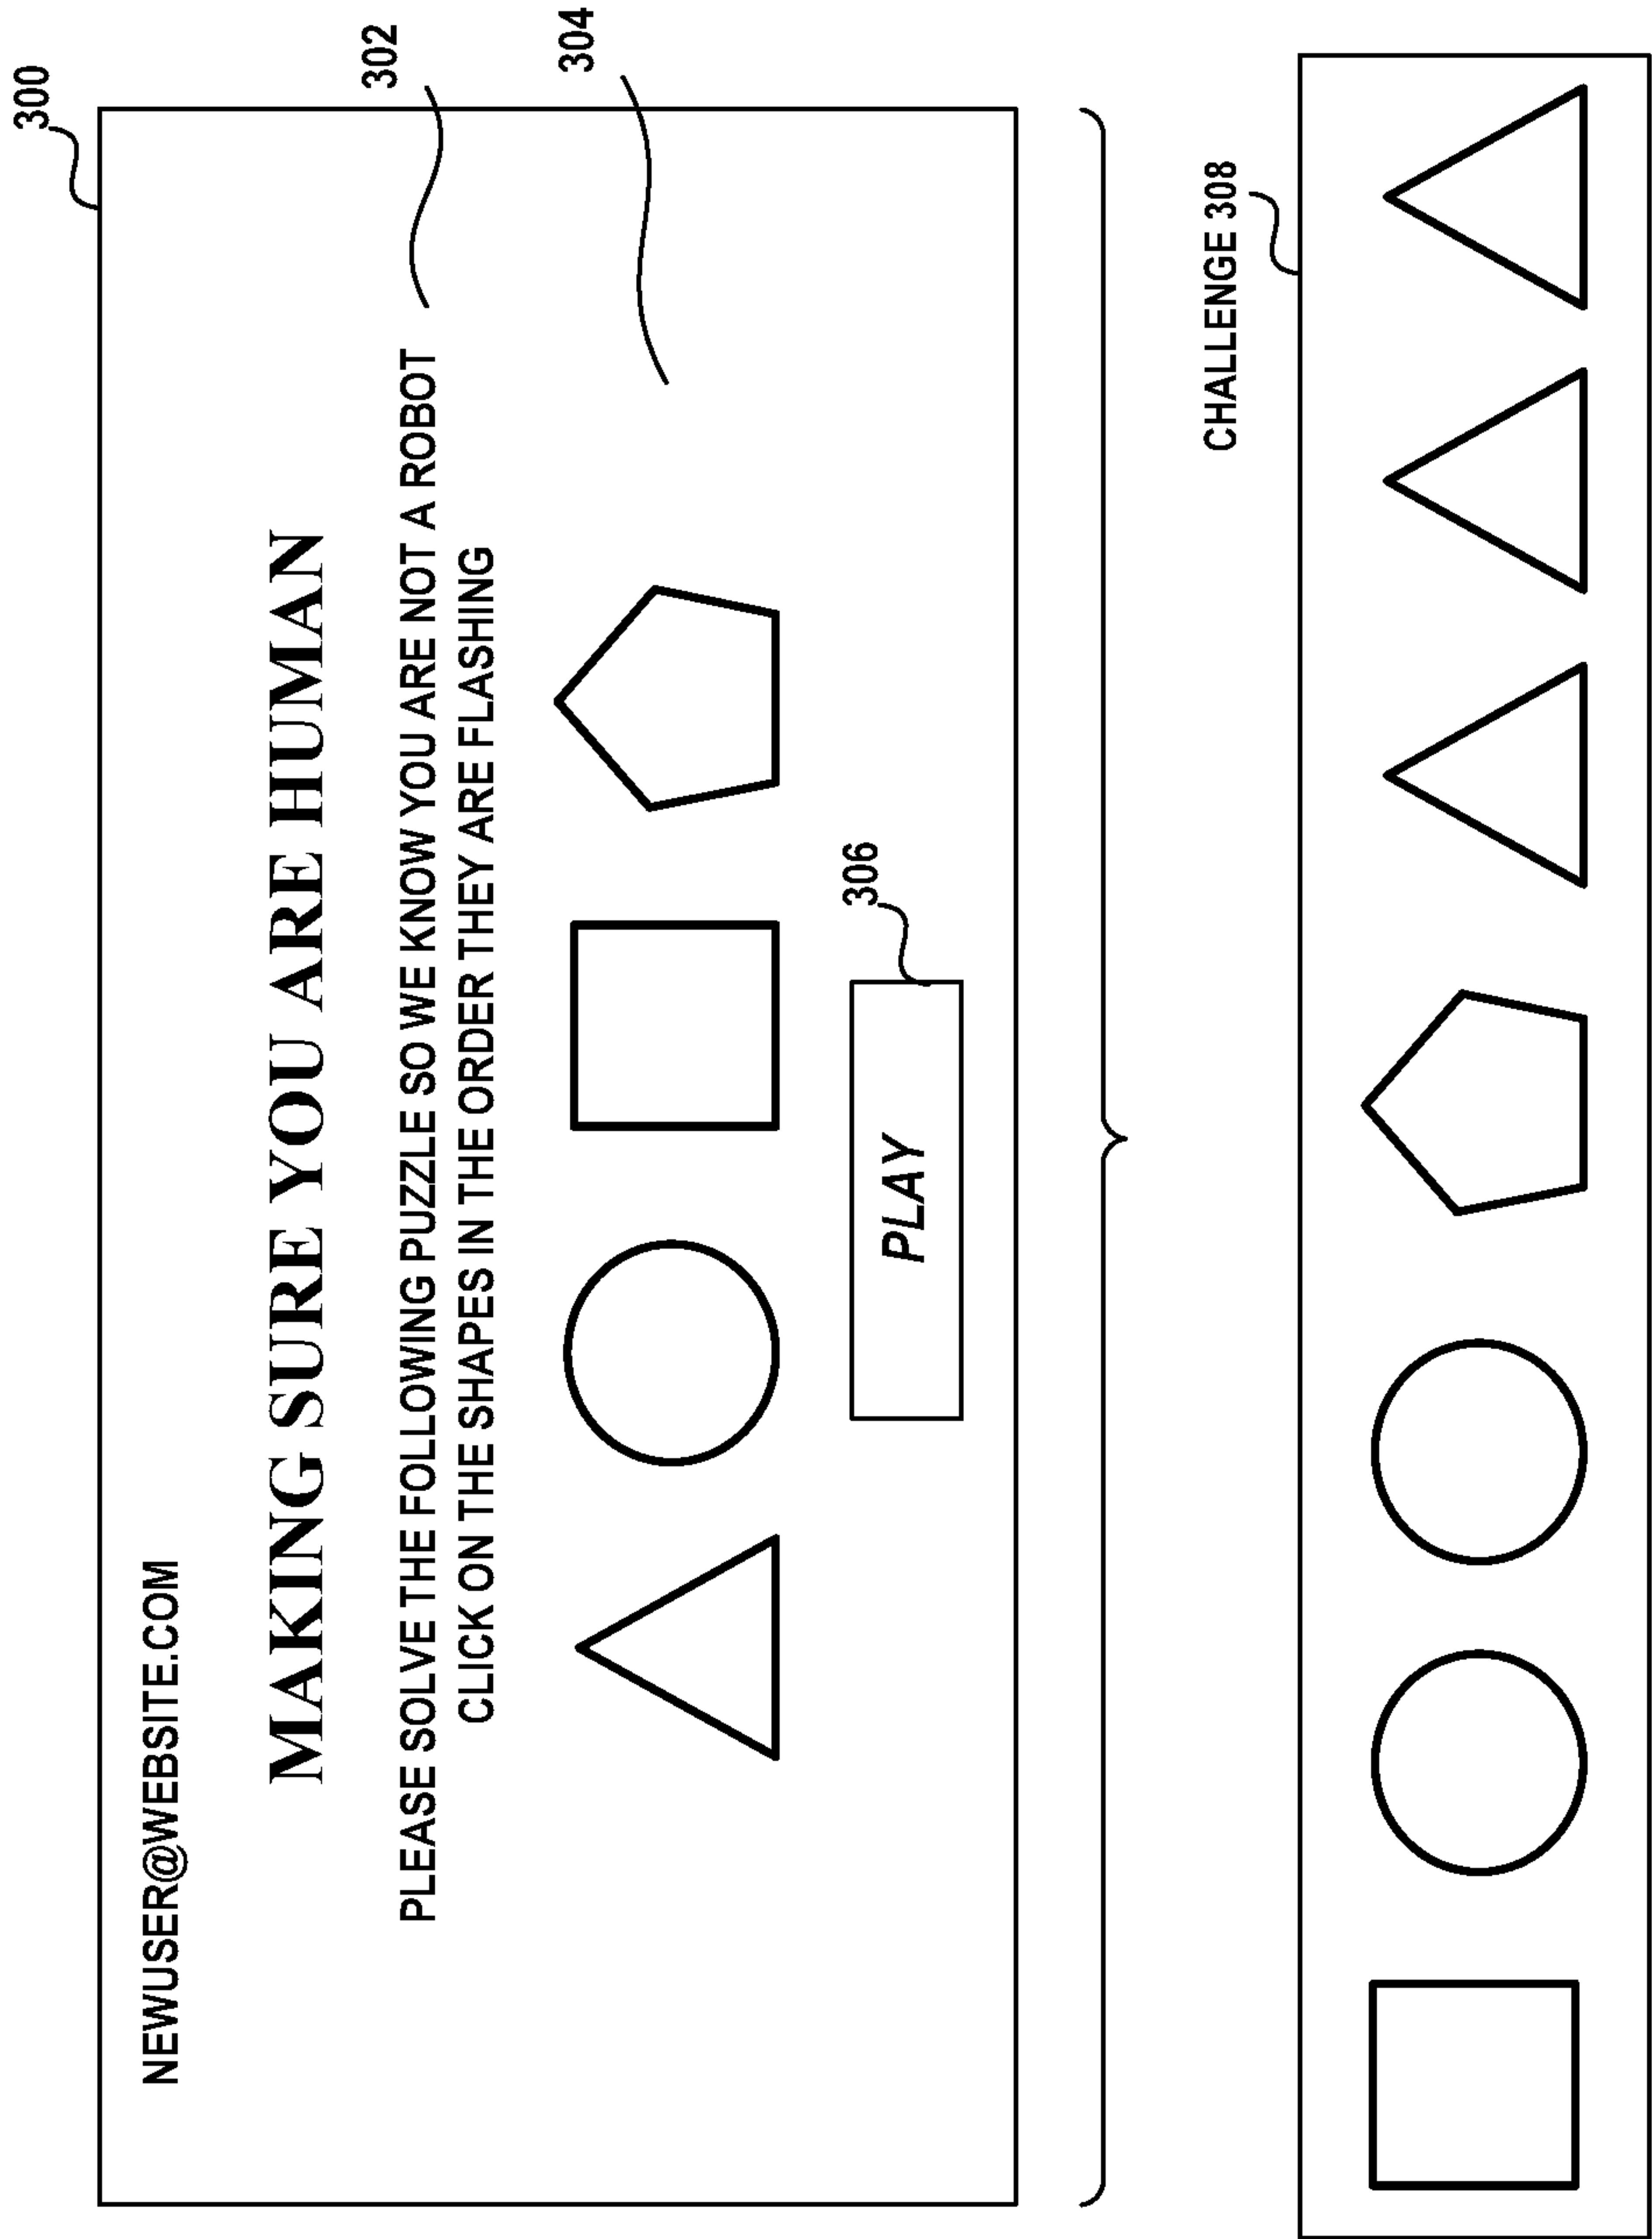 300
NEWUSER@WEBSITE.COM
MAKING SURE YOU ARE HUMAN
302
PLEASE SOLVE THE FOLLOWING PUZZLE SO WE KNOW YOU ARE NOT A ROBOT
CLICK ON THE SHAPES IN THE ORDER THEY ARE FLASHING
304
306
PLAY
CHALLENGE 308